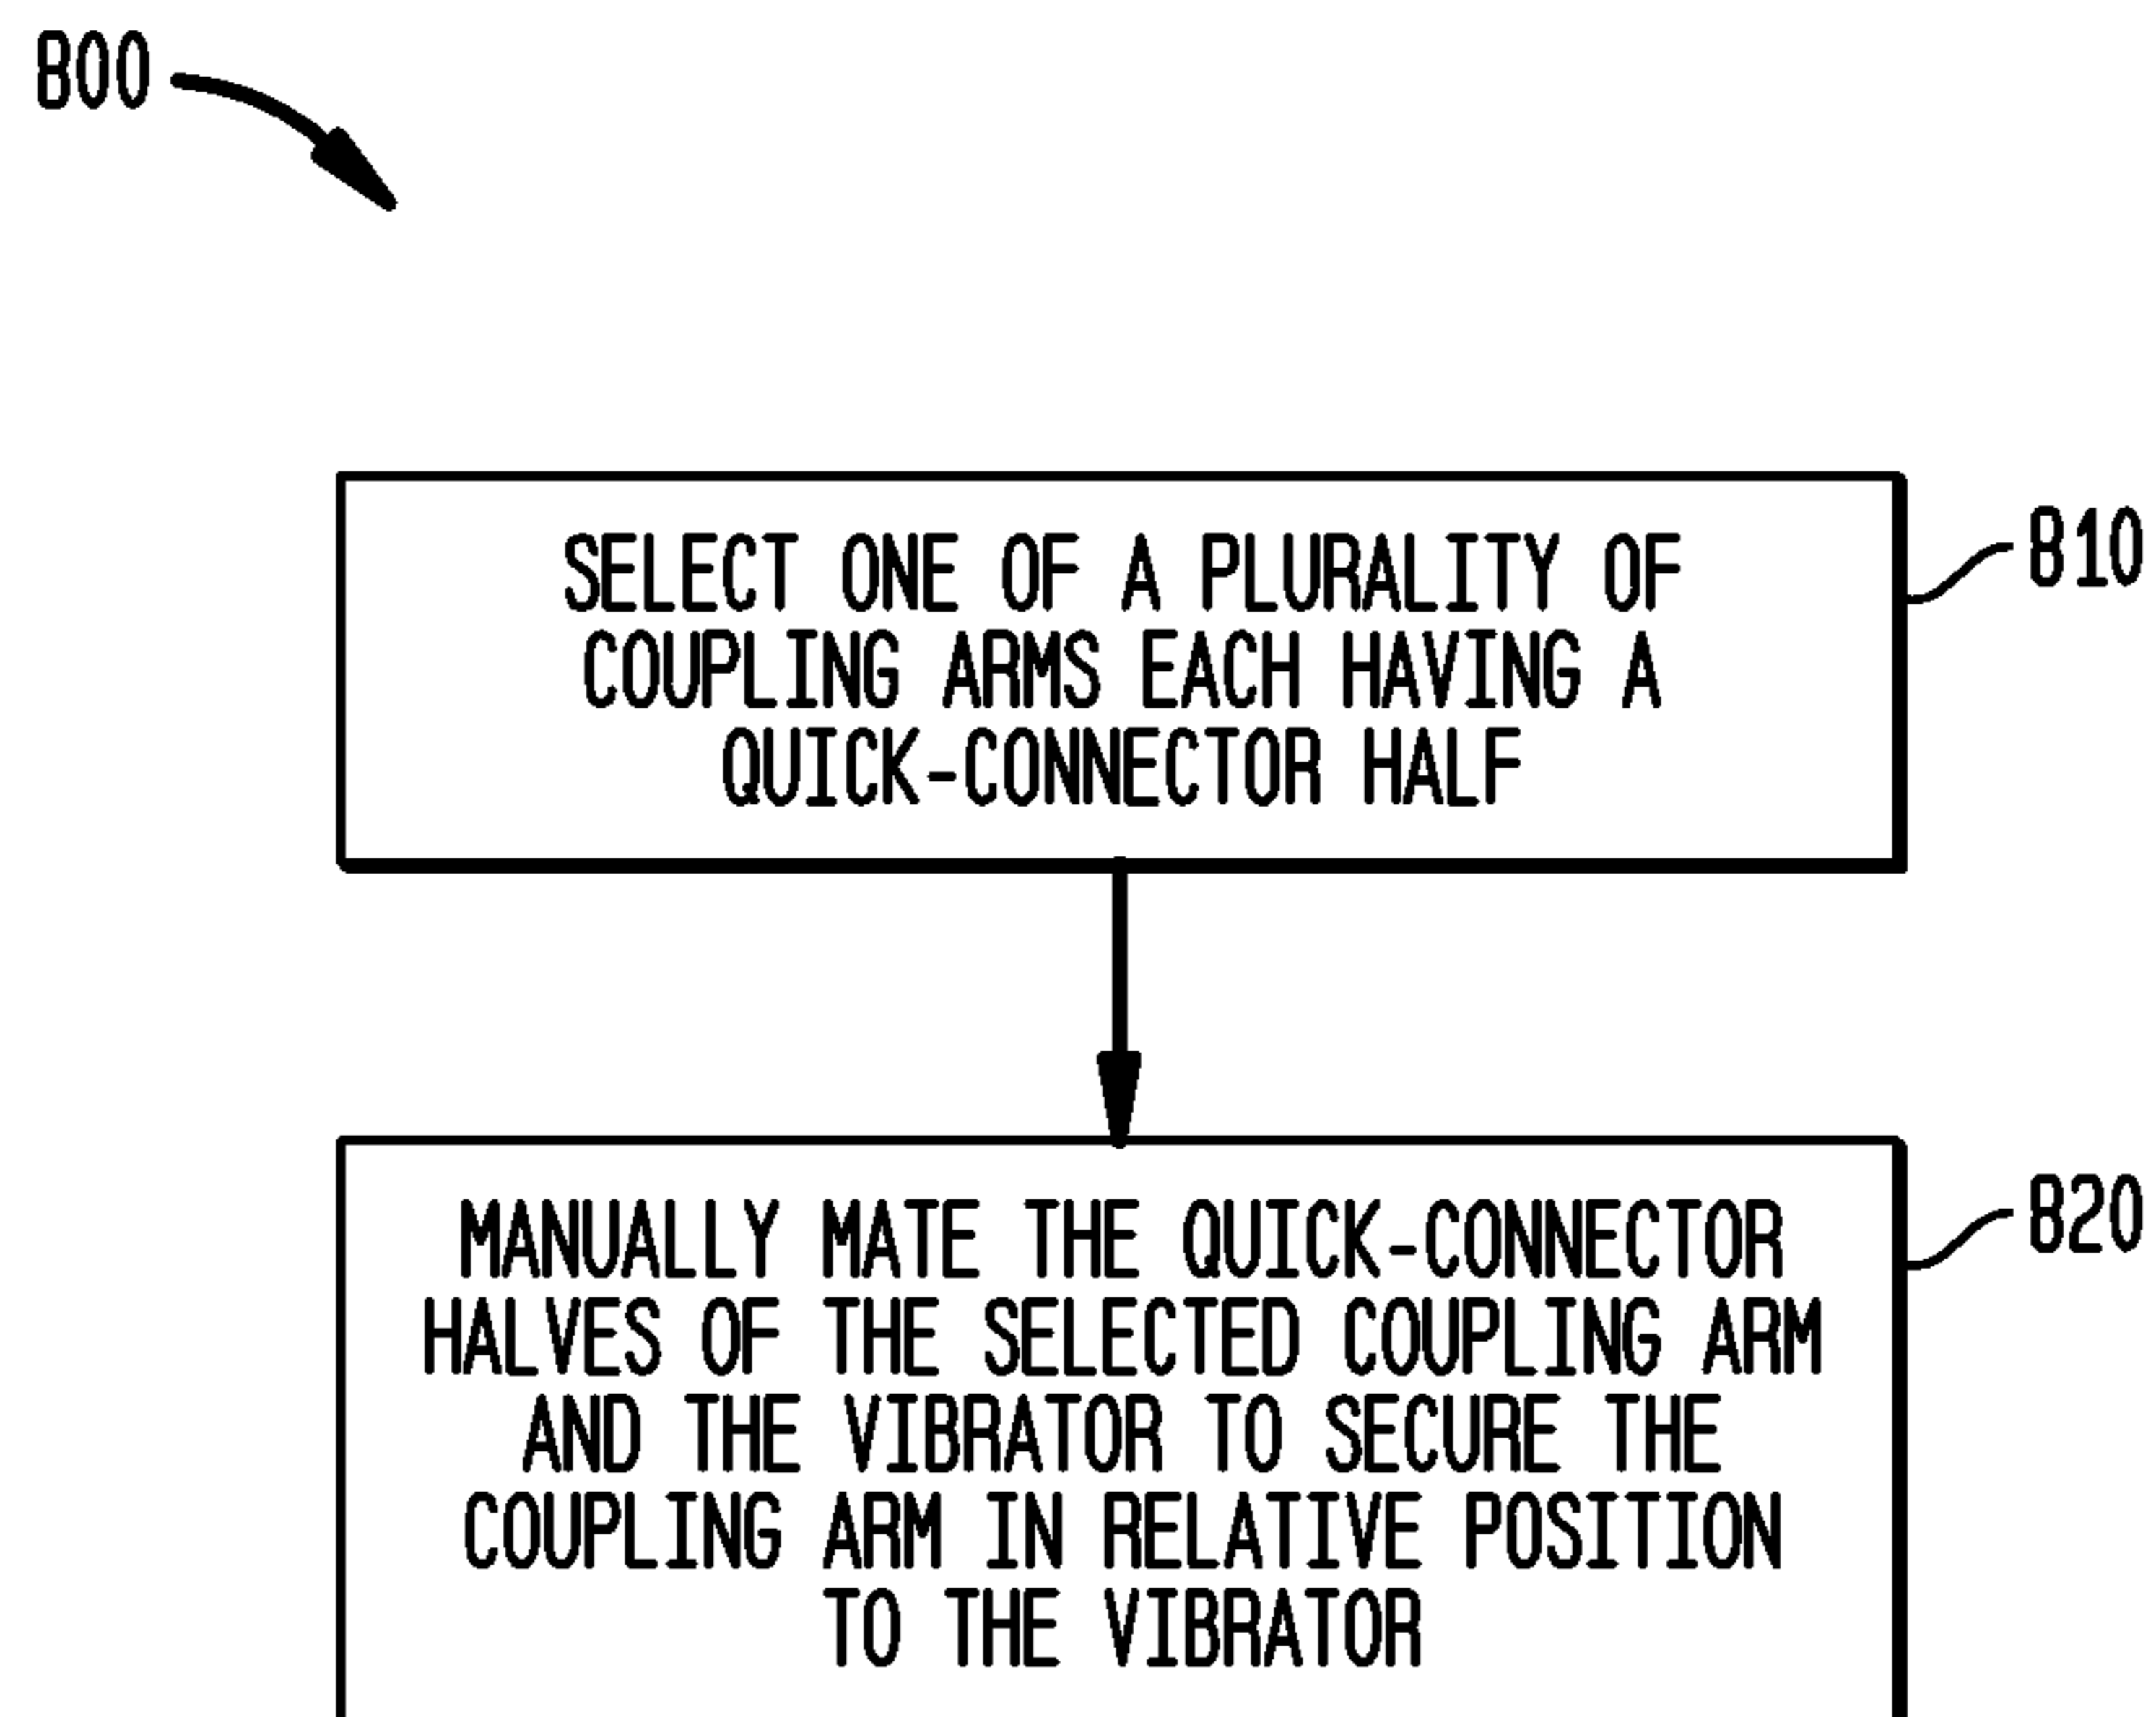 800
SELECT ONE OF A PLURALITY OF
COUPLING ARMS EACH HAVING A
QUICK-CONNECTOR HALF
810
MANUALLY MATE THE QUICK-CONNECTOR
HALVES OF THE SELECTED COUPLING ARM
AND THE VIBRATOR TO SECURE THE
COUPLING ARM IN RELATIVE POSITION
TO THE VIBRATOR
820